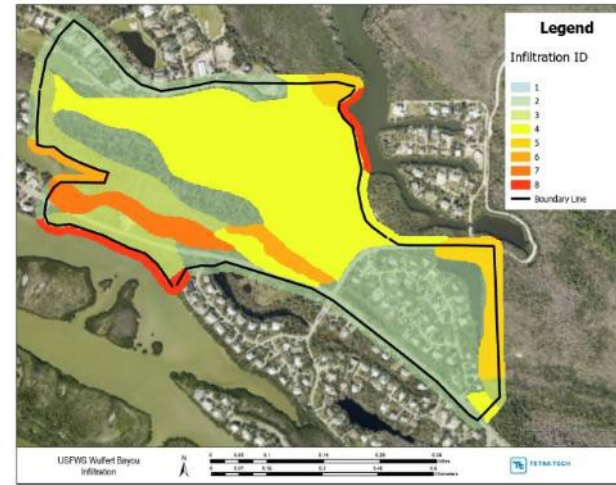 Legend
Infiltration ID
1
2
3
4
5
6
7
8
Boundary Line
USFWS Wulfert Bayou
Infiltration
N
TETRA TECH